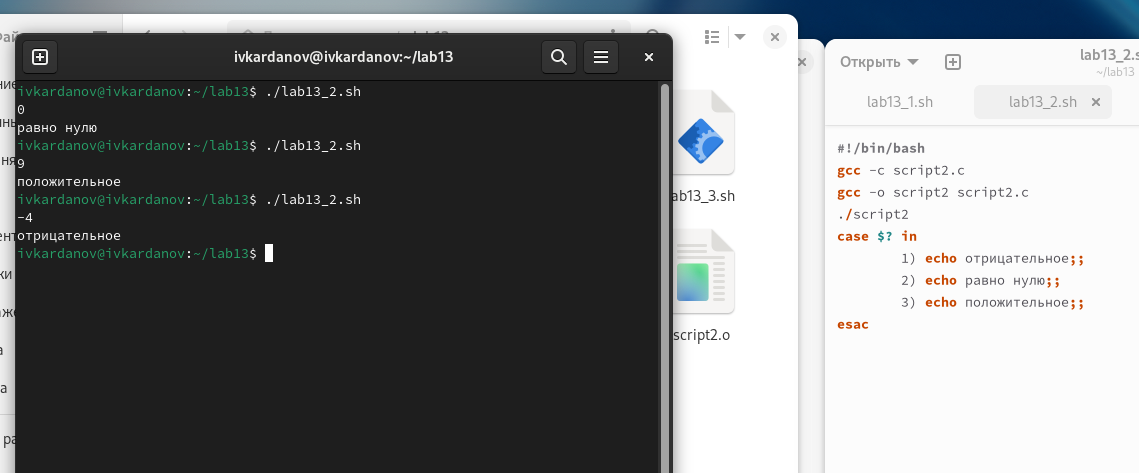 ivkardanov@ivkardanov:~/lab13
ivkardanov@ivkardanov:~/lab13$ ./lab13_2.sh
0
равно нулю
ivkardanov@ivkardanov:~/lab13$ ./lab13_2.sh
9
положительное
ivkardanov@ivkardanov:~/lab13$ ./lab13_2.sh
-4
отрицательное
ivkardanov@ivkardanov:~/lab13$
ab13_3.sh
script2.o
Открыть
lab13_2.s
~/lab13
lab13_1.sh
lab13_2.sh
#!/bin/bash
gcc -c script2.c
gcc -o script2 script2.c
./script2
case $? in
1) echo отрицательное;;
2) echo равно нулю;;
3) echo положительное;;
esac